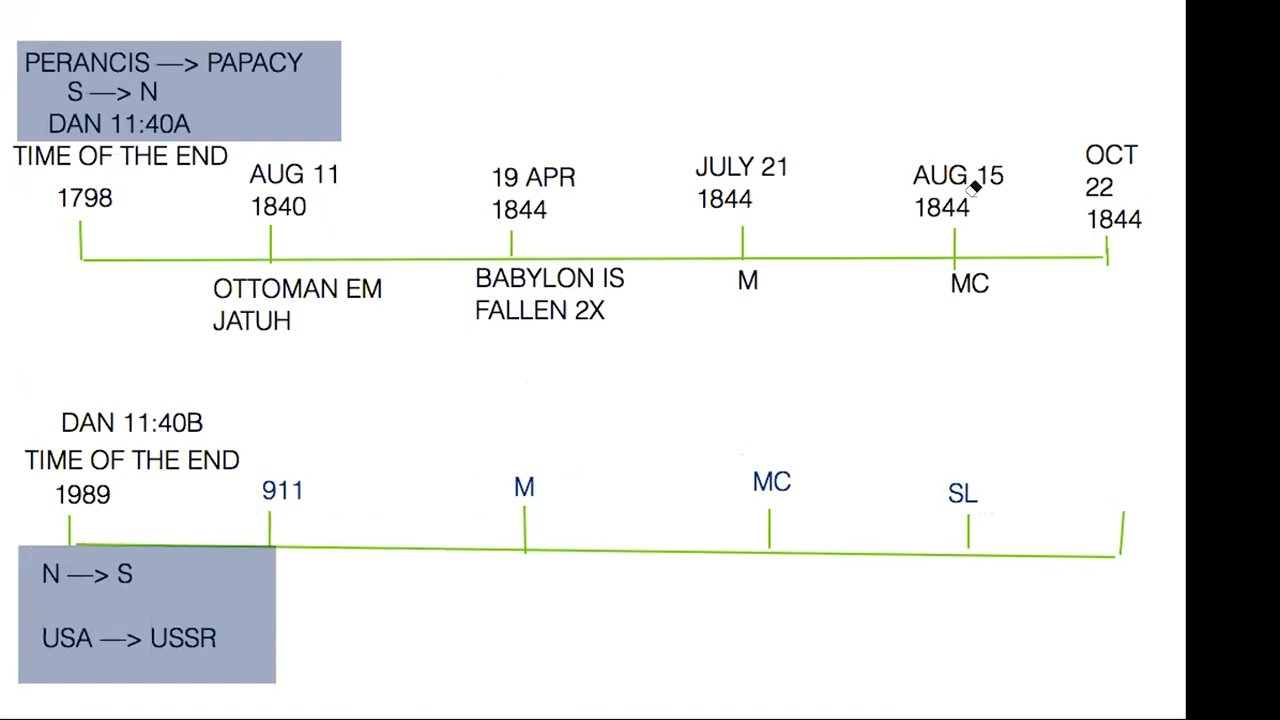 PERANCIS —> PAPACY
S —> N
DAN 11:40A
TIME OF THE END
1798
AUG 11
1840
19 APR
1844
JULY 21
1844
AUG 15
1844
OCT
22
1844
OTTOMAN EM
JATUH
BABYLON IS
FALLEN 2X
M
MC
DAN 11:40B
TIME OF THE END
1989
911
M
MC
SL
N —> S
USA —> USSR